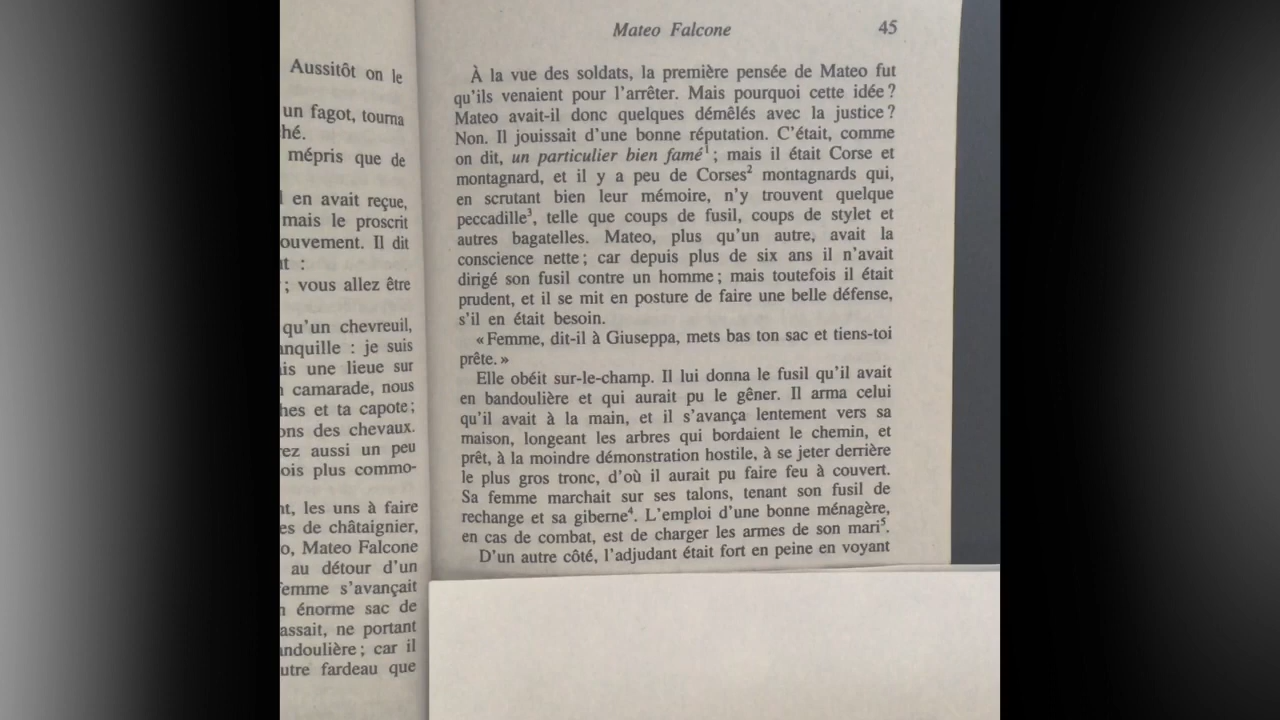 Aussitôt on le
un fagot, tourna
hé.
mépris que de
en avait reçue,
mais le proscrit
ouvement. Il dit
nt :
; vous allez être
qu'un chevreuil,
anquille : je suis
is une lieue sur
camarade, nous
hes et ta capote ;
ons des chevaux.
rez aussi un peu
ois plus commo-
nt, les uns à faire
es de châtaignier,
o, Mateo Falcone
au détour d'un
femme s'avançait
n énorme sac de
assait, ne portant
andoulière ; car il
utre fardeau que
Mateo Falcone 45
À la vue des soldats, la première pensée de Mateo fut
qu'ils venaient pour l'arrêter. Mais pourquoi cette idée ?
Mateo avait-il donc quelques démêlés avec la justice ?
Non. Il jouissait d'une bonne réputation. C'était, comme
on dit, un particulier bien famé¹ ; mais il était Corse et
montagnard, et il y a peu de Corses² montagnards qui,
en scrutant bien leur mémoire, n'y trouvent quelque
peccadille³, telle que coups de fusil, coups de stylet et
autres bagatelles. Mateo, plus qu'un autre, avait la
conscience nette ; car depuis plus de six ans il n'avait
dirigé son fusil contre un homme ; mais toutefois il était
prudent, et il se mit en posture de faire une belle défense,
s'il en était besoin.
« Femme, dit-il à Giuseppa, mets bas ton sac et tiens-toi
prête. »
Elle obéit sur-le-champ. Il lui donna le fusil qu'il avait
en bandoulière et qui aurait pu le gêner. Il arma celui
qu'il avait à la main, et il s'avança lentement vers sa
maison, longeant les arbres qui bordaient le chemin, et
prêt, à la moindre démonstration hostile, à se jeter derrière
le plus gros tronc, d'où il aurait pu faire feu à couvert.
Sa femme marchait sur ses talons, tenant son fusil de
rechange et sa giberne⁴. L'emploi d'une bonne ménagère,
en cas de combat, est de charger les armes de son mari⁵.
D'un autre côté, l'adjudant était fort en peine en voyant